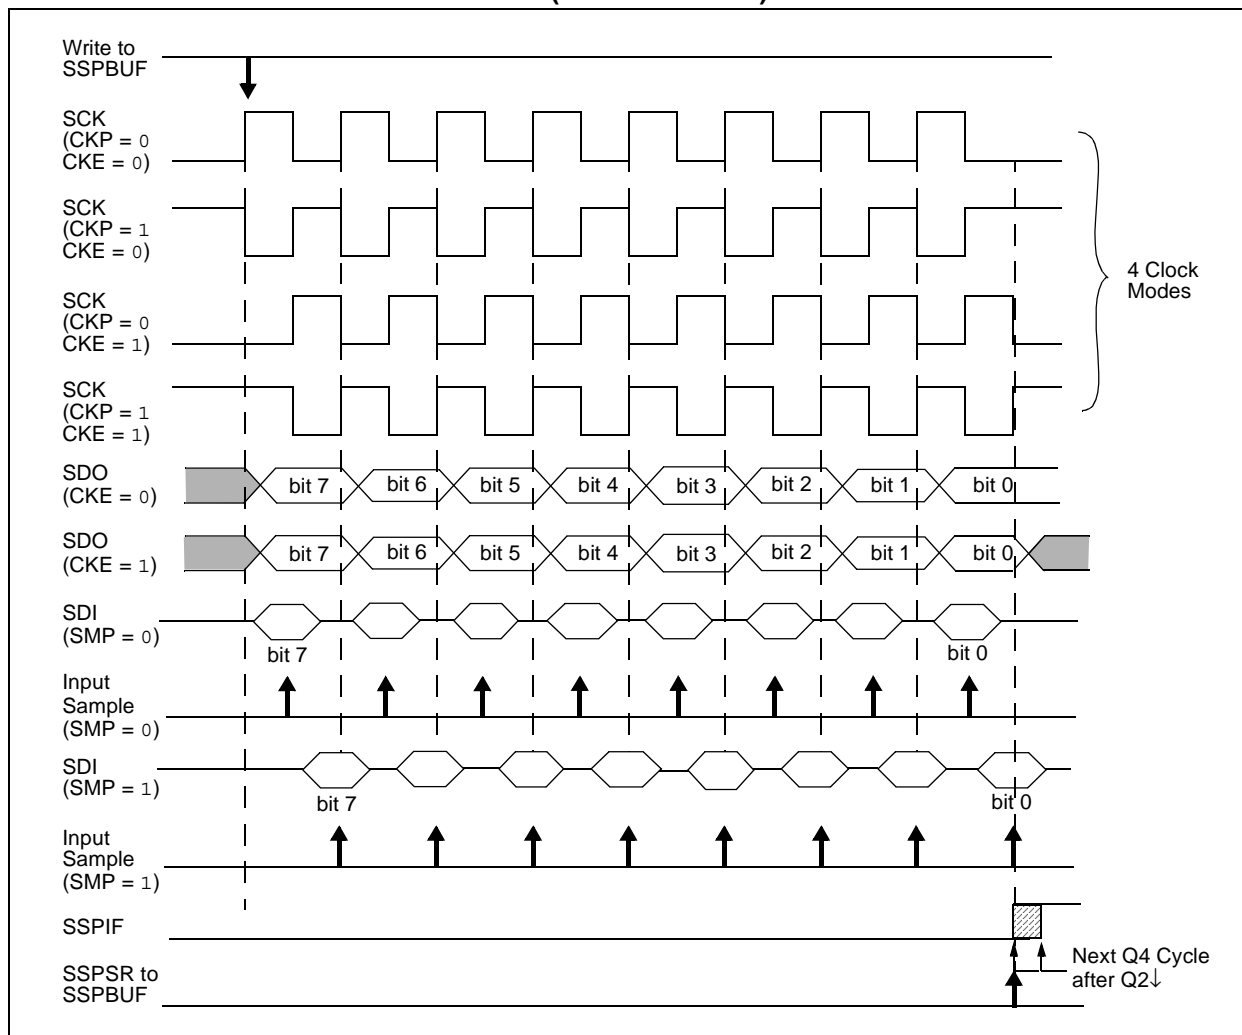 Write to
SSPBUF
SCK
(CKP = 0
CKE = 0)
SCK
(CKP = 1
CKE = 0)
SCK
(CKP = 0
CKE = 1)
SCK
(CKP = 1
CKE = 1)
4 Clock
Modes
SDO
(CKE = 0)
bit 7 bit 6 bit 5 bit 4 bit 3 bit 2 bit 1 bit 0
SDO
(CKE = 1)
bit 7 bit 6 bit 5 bit 4 bit 3 bit 2 bit 1 bit 0
SDI
(SMP = 0)
bit 7 bit 0
Input
Sample
(SMP = 0)
SDI
(SMP = 1)
bit 7 bit 0
Input
Sample
(SMP = 1)
SSPIF
SSPSR to
SSPBUF
Next Q4 Cycle
after Q2↓